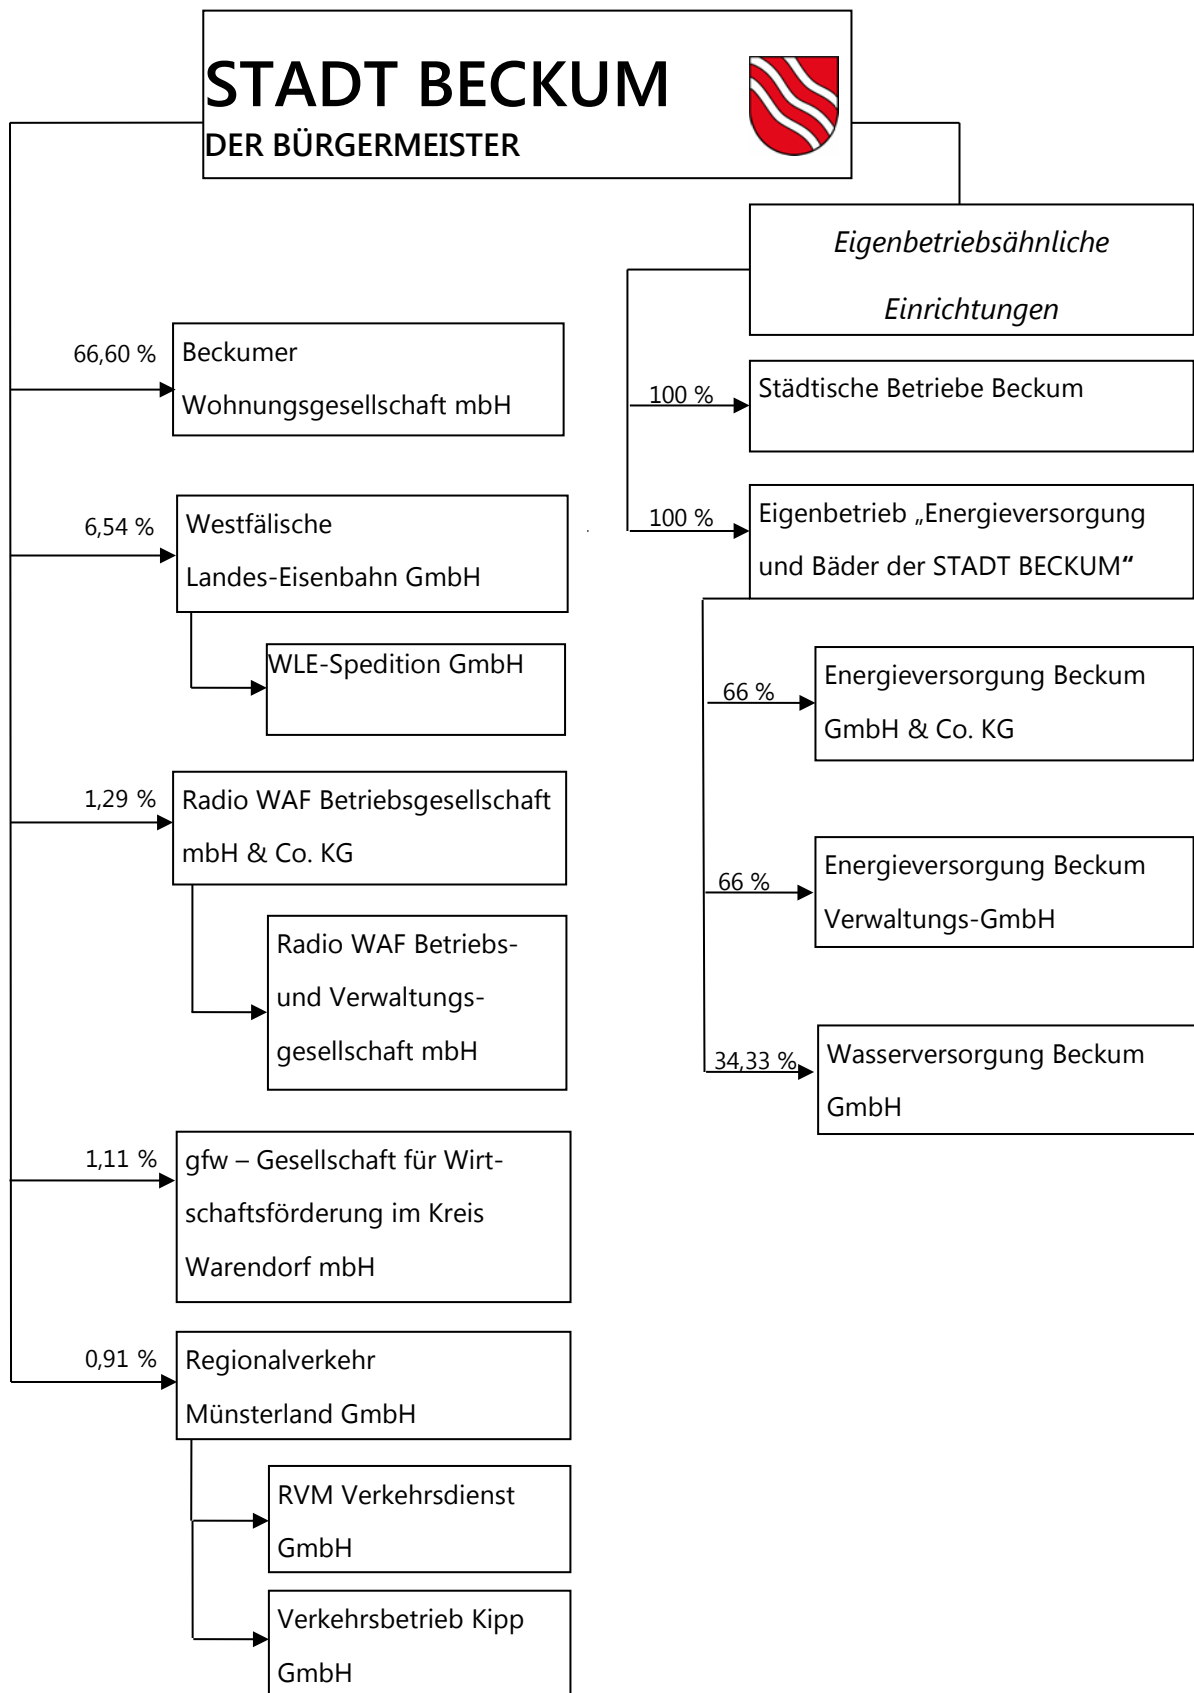 STADT BECKUM
DER BÜRGERMEISTER
66,60 %
Beckumer
Wohnungsgesellschaft mbH
6,54 %
Westfälische
Landes-Eisenbahn GmbH
WLE-Spedition GmbH
1,29 %
Radio WAF Betriebsgesellschaft
mbH & Co. KG
Radio WAF Betriebs-
und Verwaltungs-
gesellschaft mbH
1,11 %
gfw – Gesellschaft für Wirt-
schaftsförderung im Kreis
Warendorf mbH
0,91 %
Regionalverkehr
Münsterland GmbH
RVM Verkehrsdienst
GmbH
Verkehrsbetrieb Kipp
GmbH
Eigenbetriebsähnliche
Einrichtungen
100 %
Städtische Betriebe Beckum
100 %
Eigenbetrieb „Energieversorgung
und Bäder der STADT BECKUM“
66 %
Energieversorgung Beckum
GmbH & Co. KG
66 %
Energieversorgung Beckum
Verwaltungs-GmbH
34,33 %
Wasserversorgung Beckum
GmbH